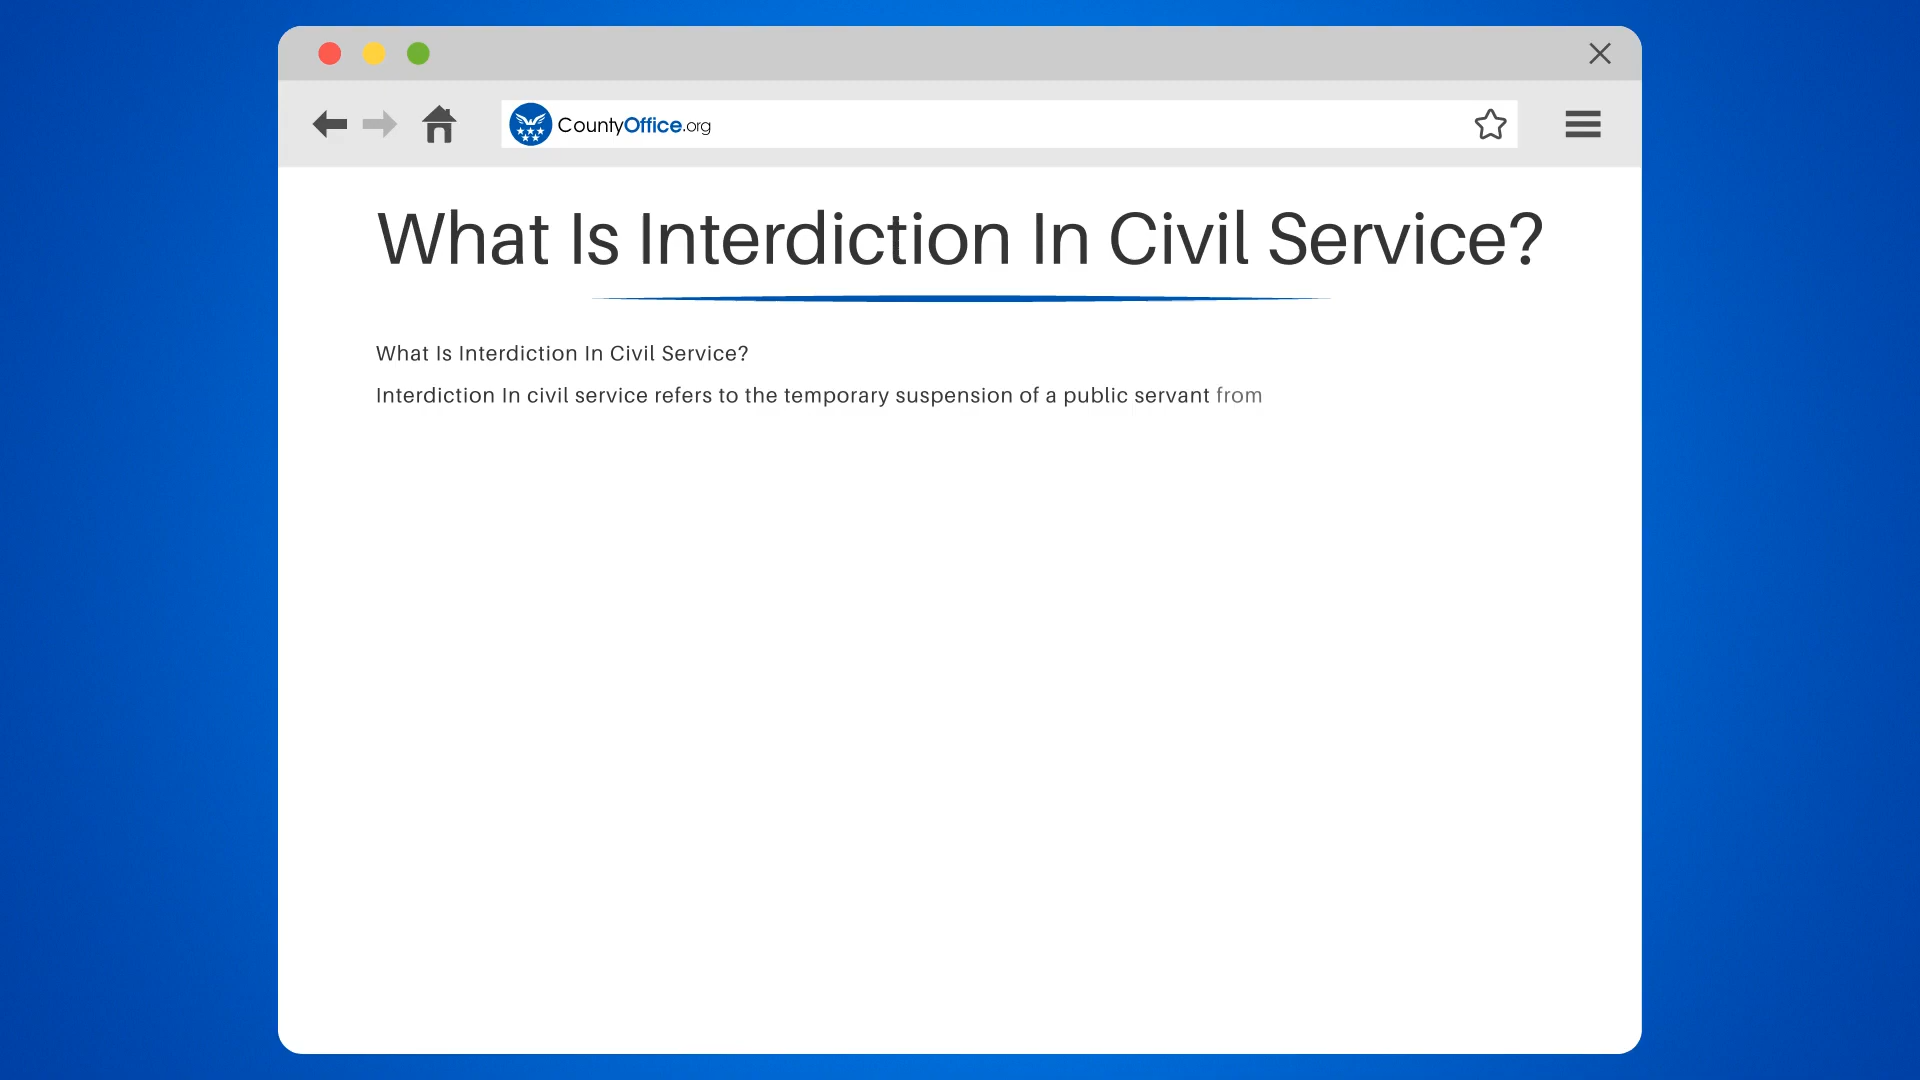 CountyOffice.org
What Is Interdiction In Civil Service?
What Is Interdiction In Civil Service?
Interdiction In civil service refers to the temporary suspension of a public servant from